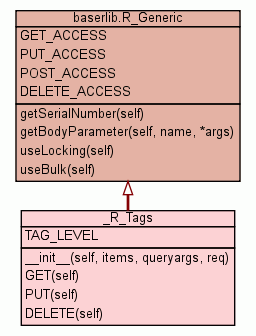 baserlib.R_Generic
GET_ACCESS
PUT_ACCESS
POST_ACCESS
DELETE_ACCESS
getSerialNumber(self)
getBodyParameter(self, name, *args)
useLocking(self)
useBulk(self)
_R_Tags
TAG_LEVEL
__init__(self, items, queryargs, req)
GET(self)
PUT(self)
DELETE(self)